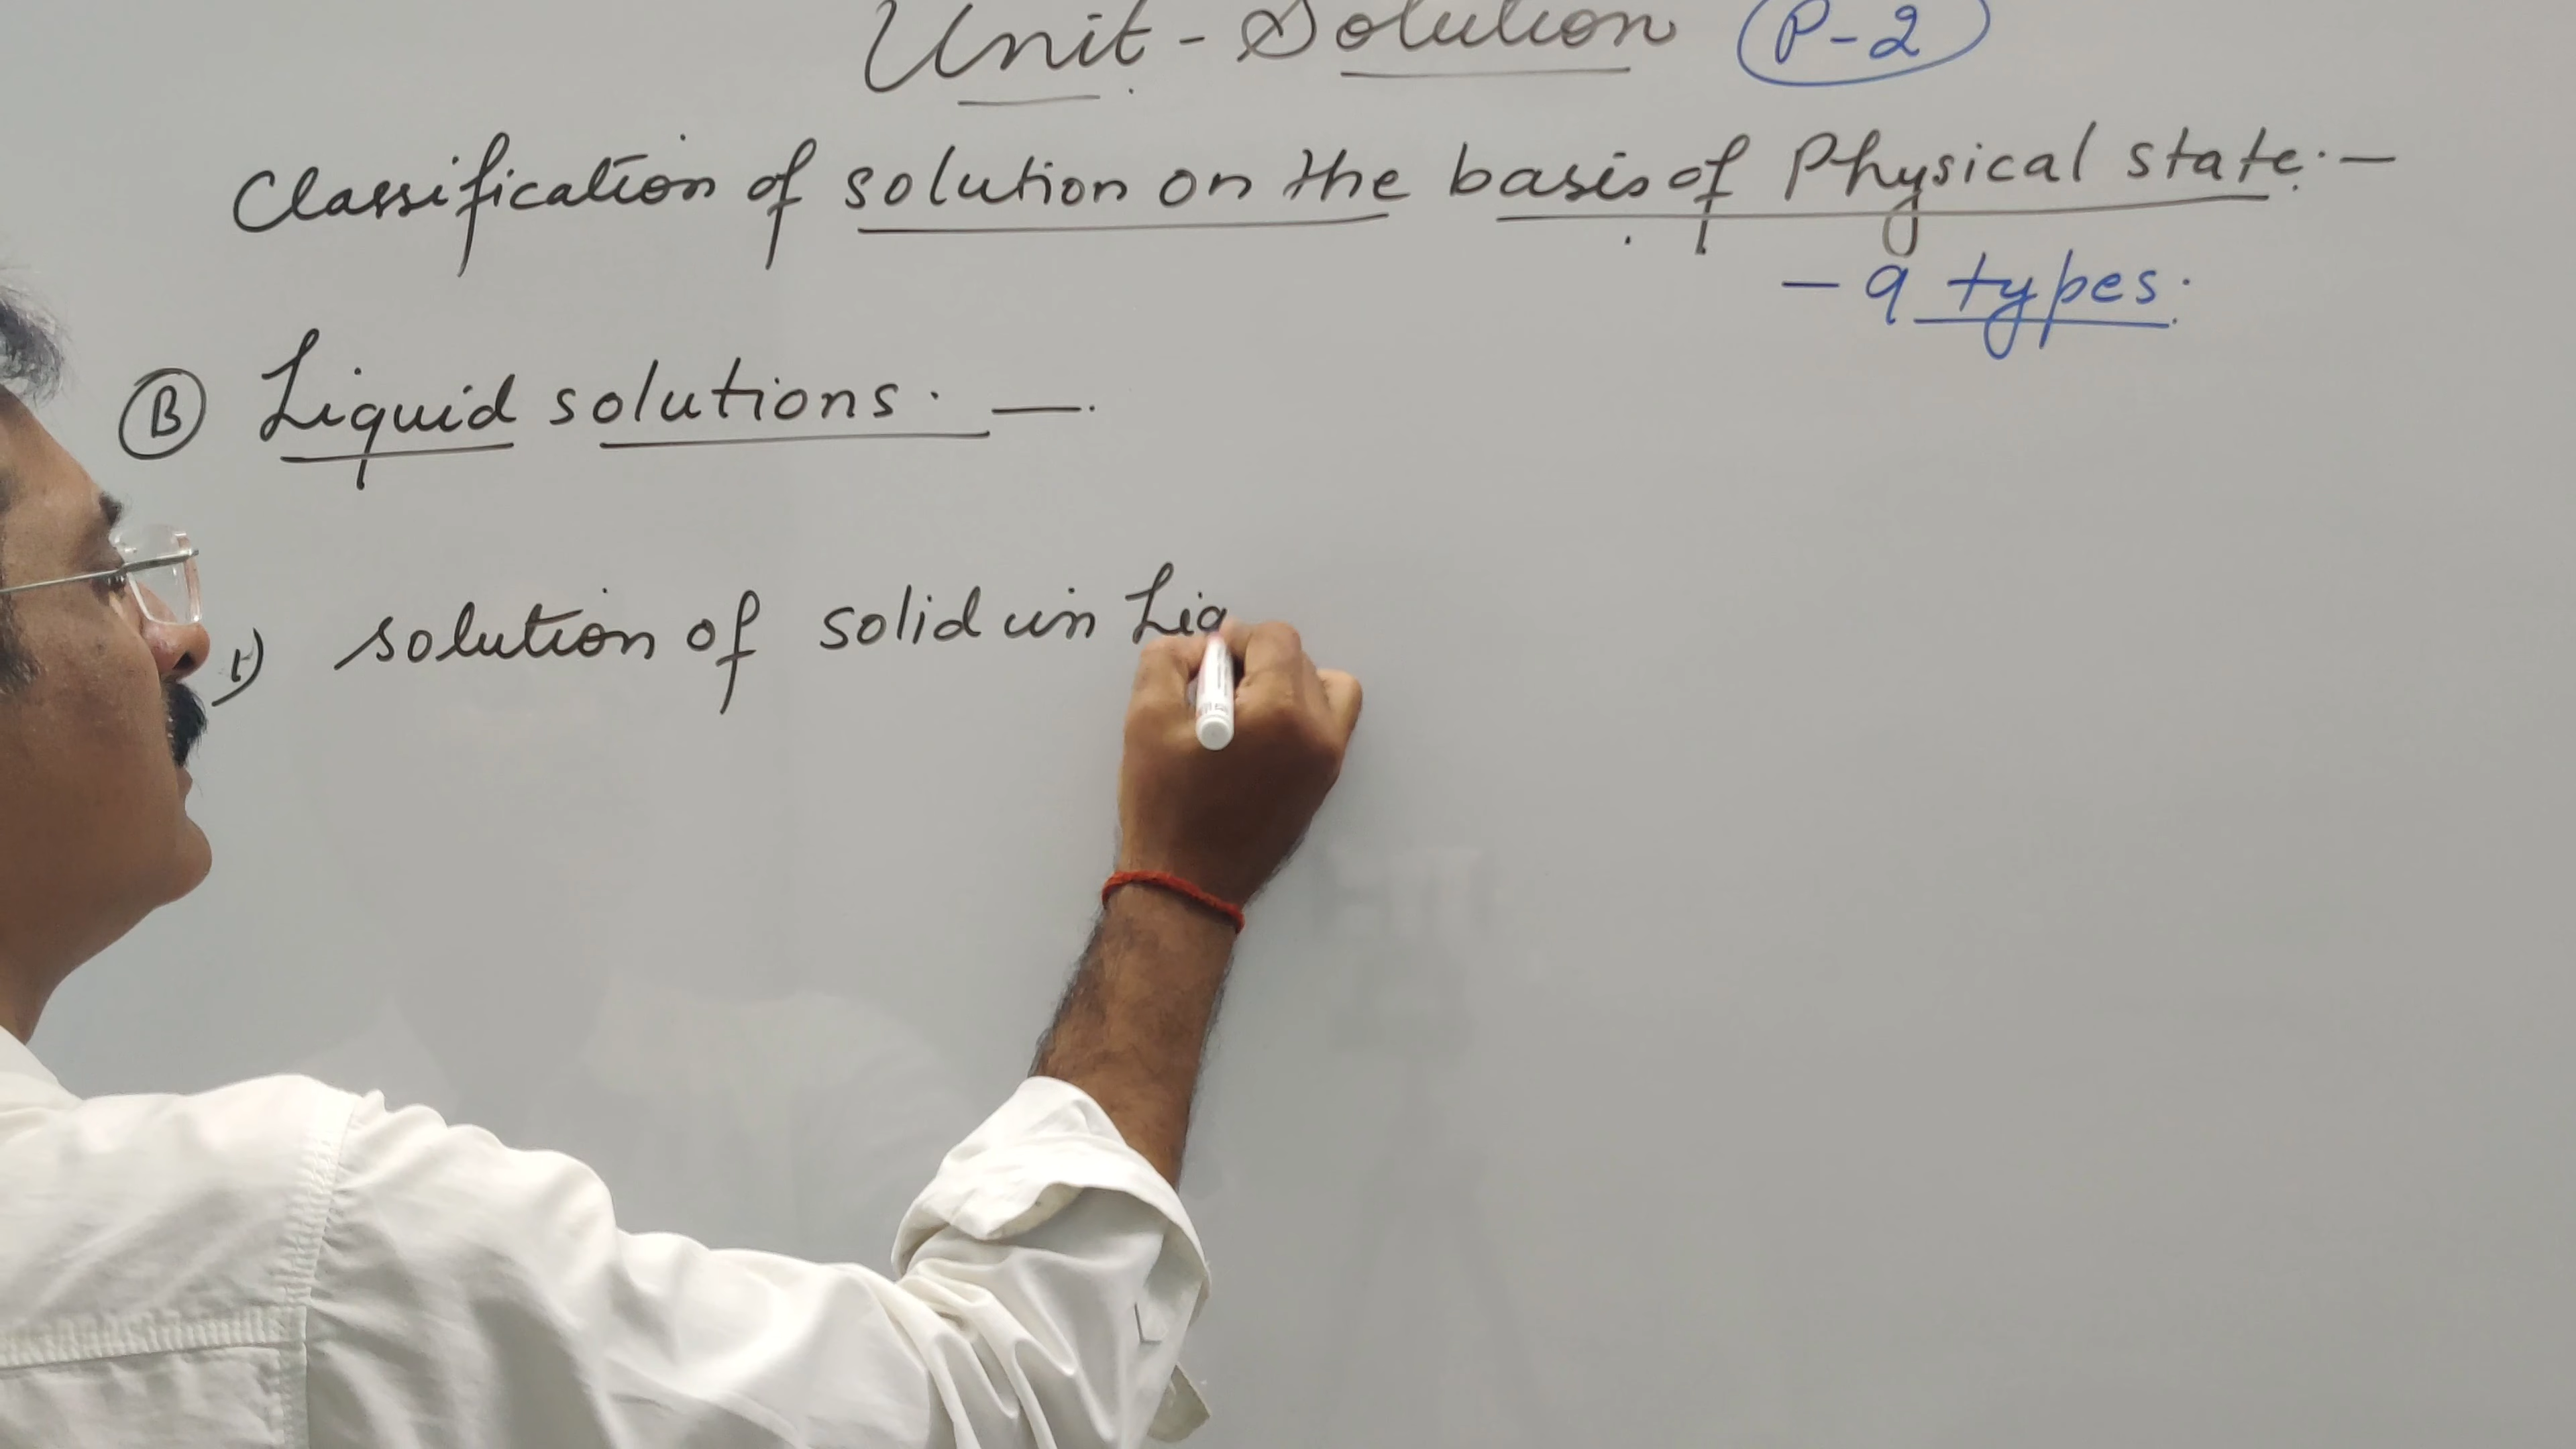 Unit - Solution P-2
Classification of solution on the basis of Physical state:-
- 9 types.
B Liquid solutions. —.
1) solution of solid in Liq